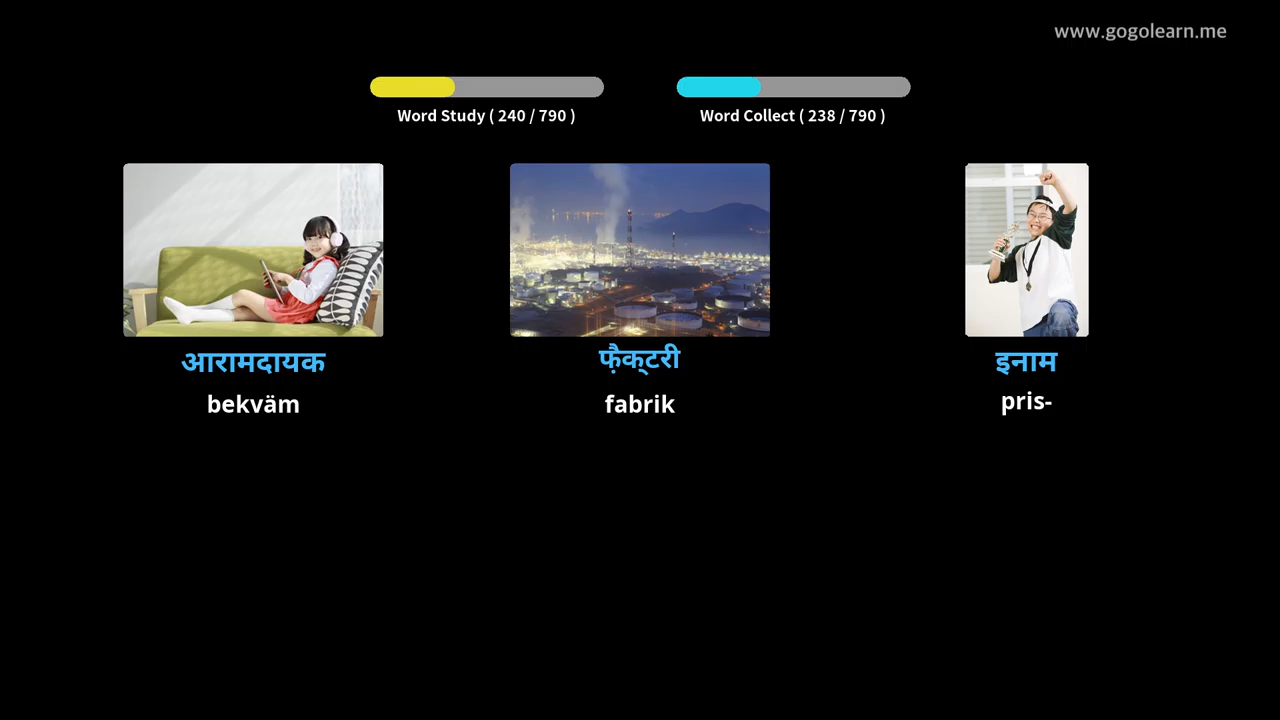 www.gogolearn.me
Word Study ( 240 / 790 )
Word Collect ( 238 / 790 )
आरामदायक
फ़ैक्टरी
इनाम
bekväm
fabrik
pris-